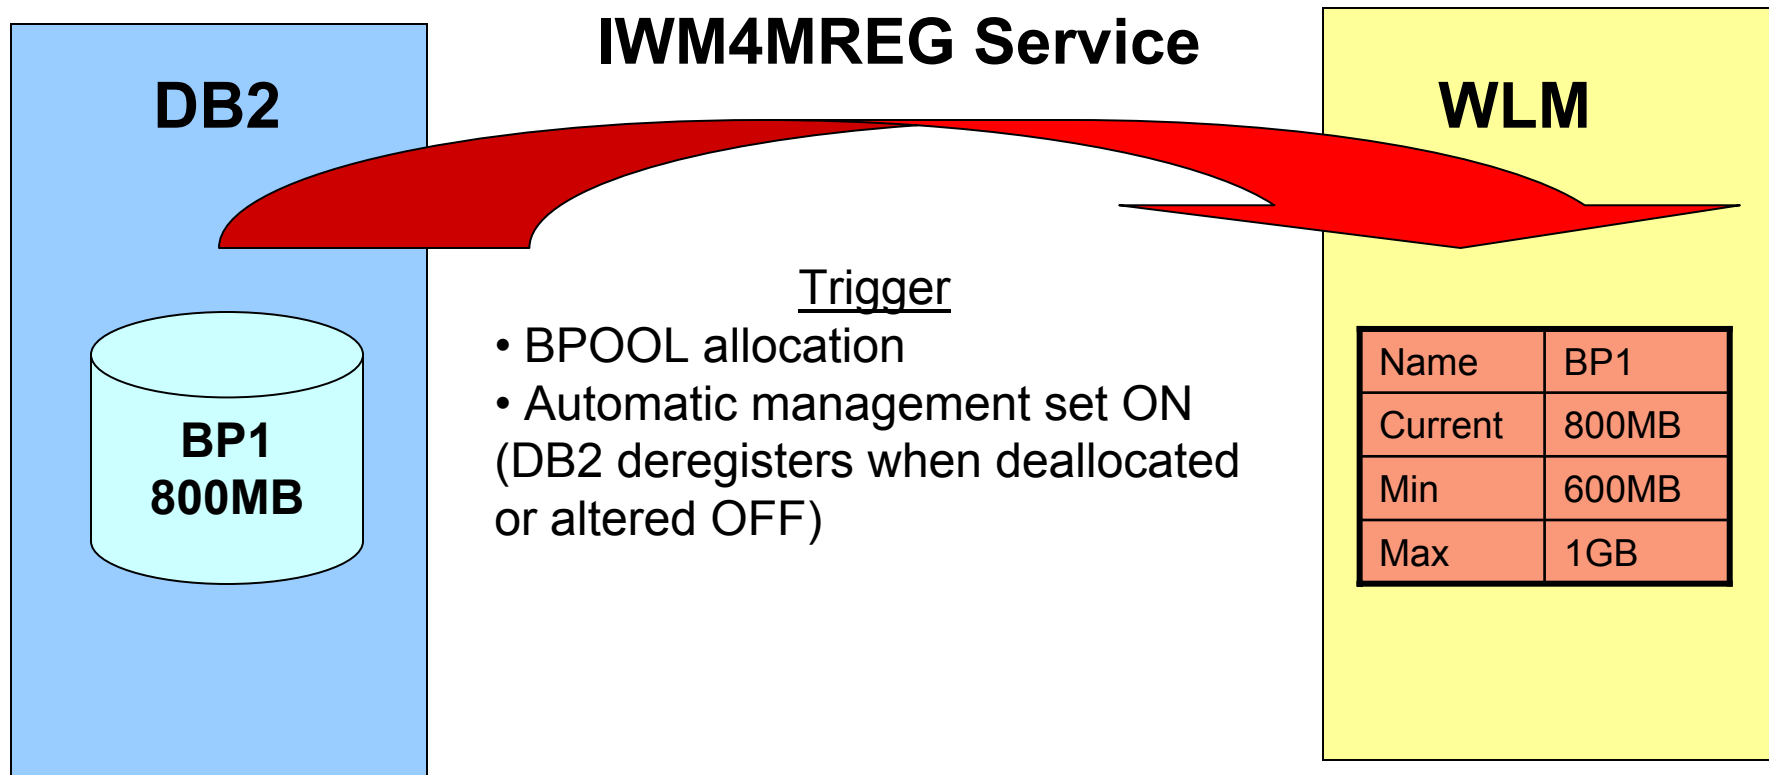 IWM4MREG Service
DB2
WLM
BP1
800MB
Trigger
• BPOOL allocation
• Automatic management set ON
(DB2 deregisters when deallocated
or altered OFF)
Name BP1
Current 800MB
Min 600MB
Max 1GB